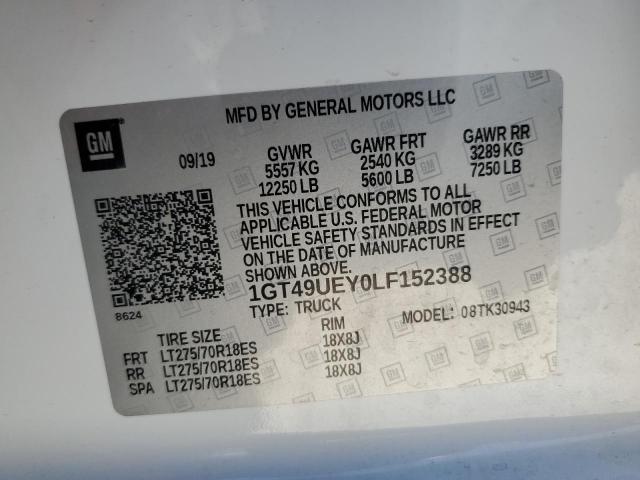 MFD BY GENERAL MOTORS LLC
GM
09/19
GVWR GAWR FRT GAWR RR
5557 KG 2540 KG 3289 KG
12250 LB 5600 LB 7250 LB
THIS VEHICLE CONFORMS TO ALL
APPLICABLE U.S. FEDERAL MOTOR
VEHICLE SAFETY STANDARDS IN EFFECT
ON THE DATE OF MANUFACTURE
SHOWN ABOVE.
1GT49UEY0LF152388
8624
TYPE: TRUCK MODEL: 08TK30943
TIRE SIZE RIM
FRT LT275/70R18ES 18X8J
RR LT275/70R18ES 18X8J
SPA LT275/70R18ES 18X8J